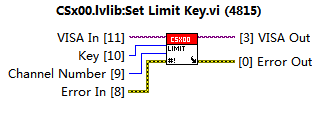 CSx00.lvlib:Set Limit Key.vi (4815)
VISA In [11]
Key [10]
Channel Number [9]
Error In [8]
CSX00
LIMIT
#!
[3] VISA Out
[0] Error Out